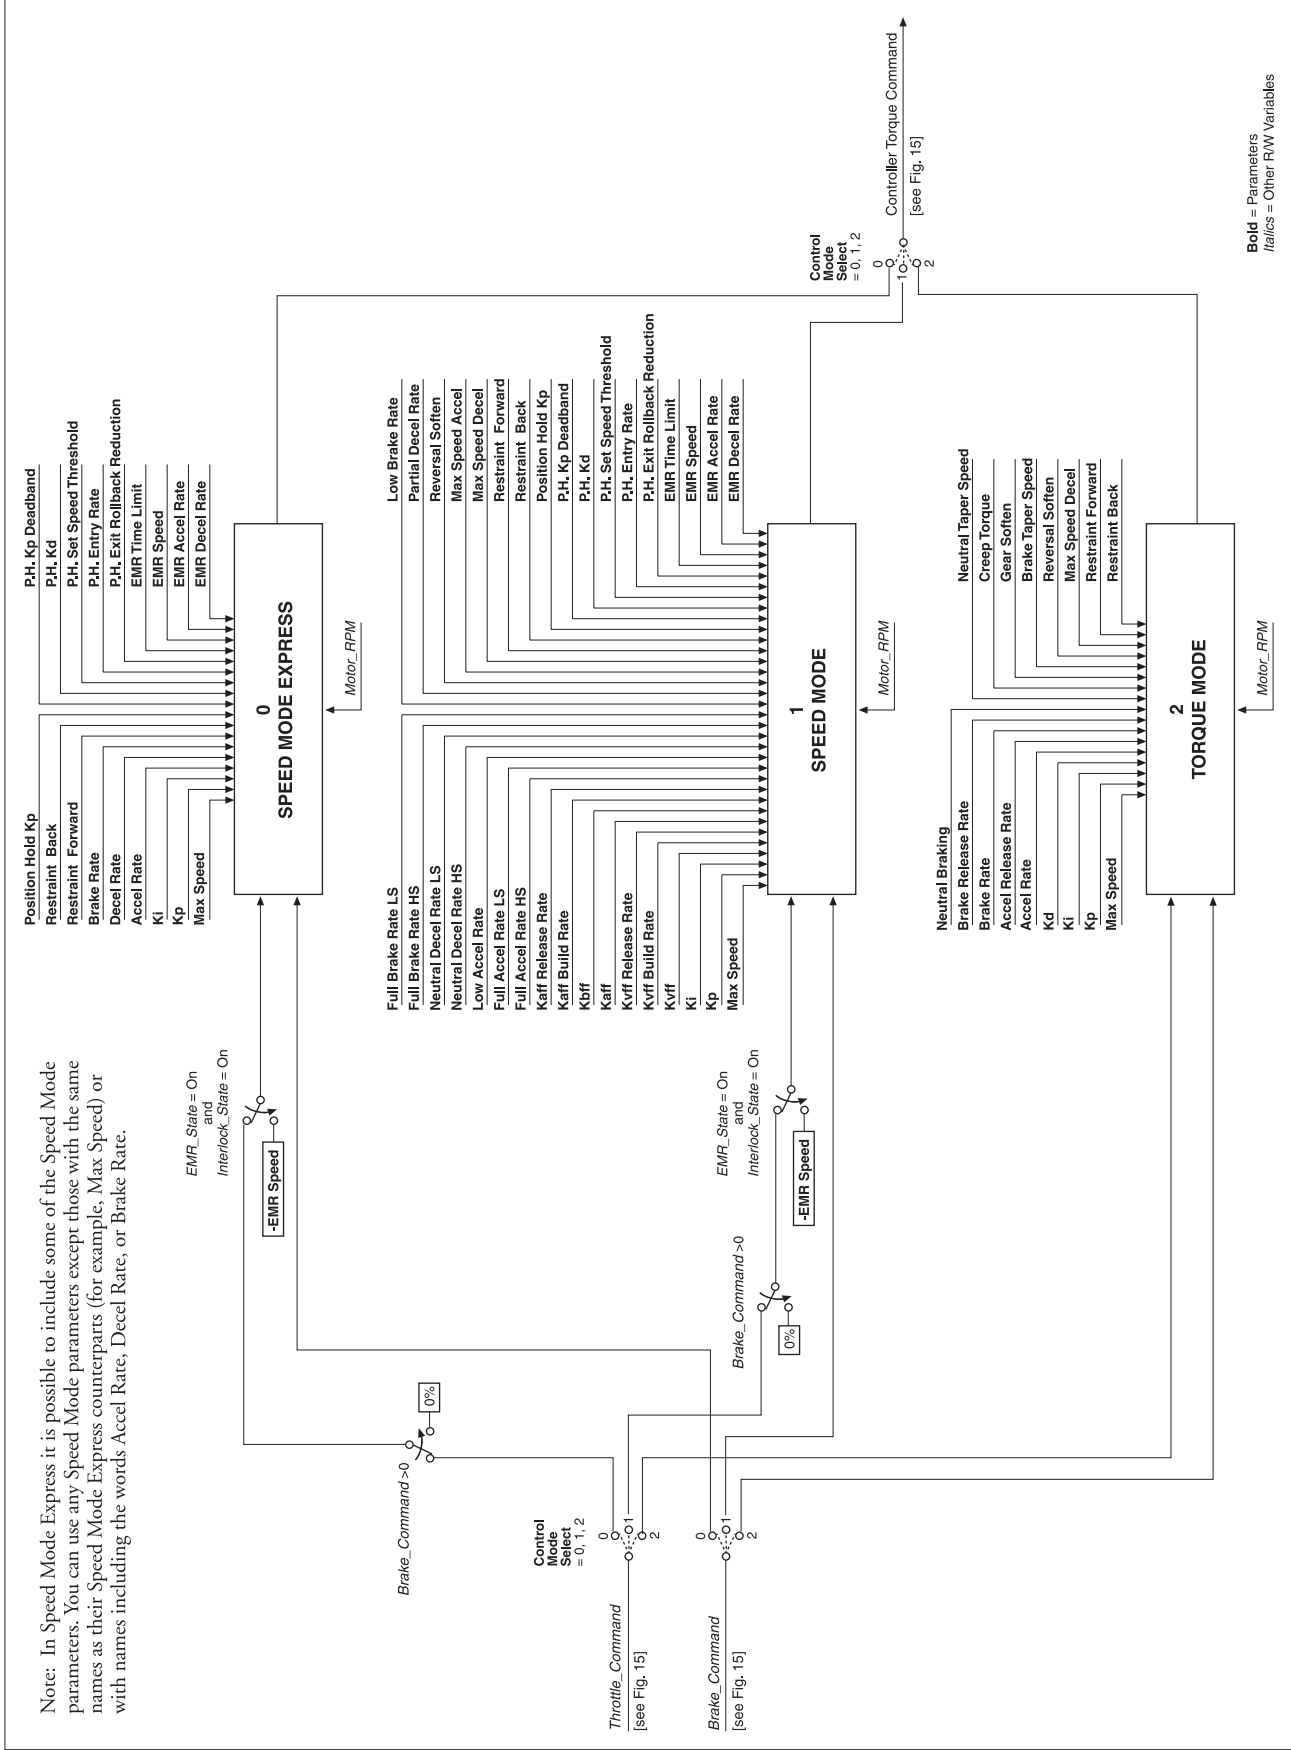 Note: In Speed Mode Express it is possible to include some of the Speed Mode
parameters. You can use any Speed Mode parameters except those with the same
names as their Speed Mode Express counterparts (for example, Max Speed) or
with names including the words Accel Rate, Decel Rate, or Brake Rate.
Throttle_Command
[see Fig. 15]
Brake_Command
[see Fig. 15]
Control
Mode
Select
= 0, 1, 2
0
1
2
0
1
2
Brake_Command >0
0%
EMR_State = On
and
Interlock_State = On
-EMR Speed
Brake_Command >0
0%
EMR_State = On
and
Interlock_State = On
-EMR Speed
Position Hold Kp
Restraint Back
Restraint Forward
Brake Rate
Decel Rate
Accel Rate
Ki
Kp
Max Speed
P.H. Kp Deadband
P.H. Kd
P.H. Set Speed Threshold
P.H. Entry Rate
P.H. Exit Rollback Reduction
EMR Time Limit
EMR Speed
EMR Accel Rate
EMR Decel Rate
0
SPEED MODE EXPRESS
Motor_RPM
Full Brake Rate LS
Full Brake Rate HS
Neutral Decel Rate LS
Neutral Decel Rate HS
Low Accel Rate
Full Accel Rate LS
Full Accel Rate HS
Kaff Release Rate
Kaff Build Rate
Kbff
Kaff
Kvff Release Rate
Kvff Build Rate
Kvff
Ki
Kp
Max Speed
Low Brake Rate
Partial Decel Rate
Reversal Soften
Max Speed Accel
Max Speed Decel
Restraint Forward
Restraint Back
Position Hold Kp
P.H. Kp Deadband
P.H. Kd
P.H. Set Speed Threshold
P.H. Entry Rate
P.H. Exit Rollback Reduction
EMR Time Limit
EMR Speed
EMR Accel Rate
EMR Decel Rate
1
SPEED MODE
Motor_RPM
Neutral Braking
Brake Release Rate
Brake Rate
Accel Release Rate
Accel Rate
Kd
Ki
Kp
Max Speed
Neutral Taper Speed
Creep Torque
Gear Soften
Brake Taper Speed
Reversal Soften
Max Speed Decel
Restraint Forward
Restraint Back
2
TORQUE MODE
Motor_RPM
Control
Mode
Select
= 0, 1, 2
0
1
2
Controller Torque Command
[see Fig. 15]
Bold = Parameters
Italics = Other R/W Variables